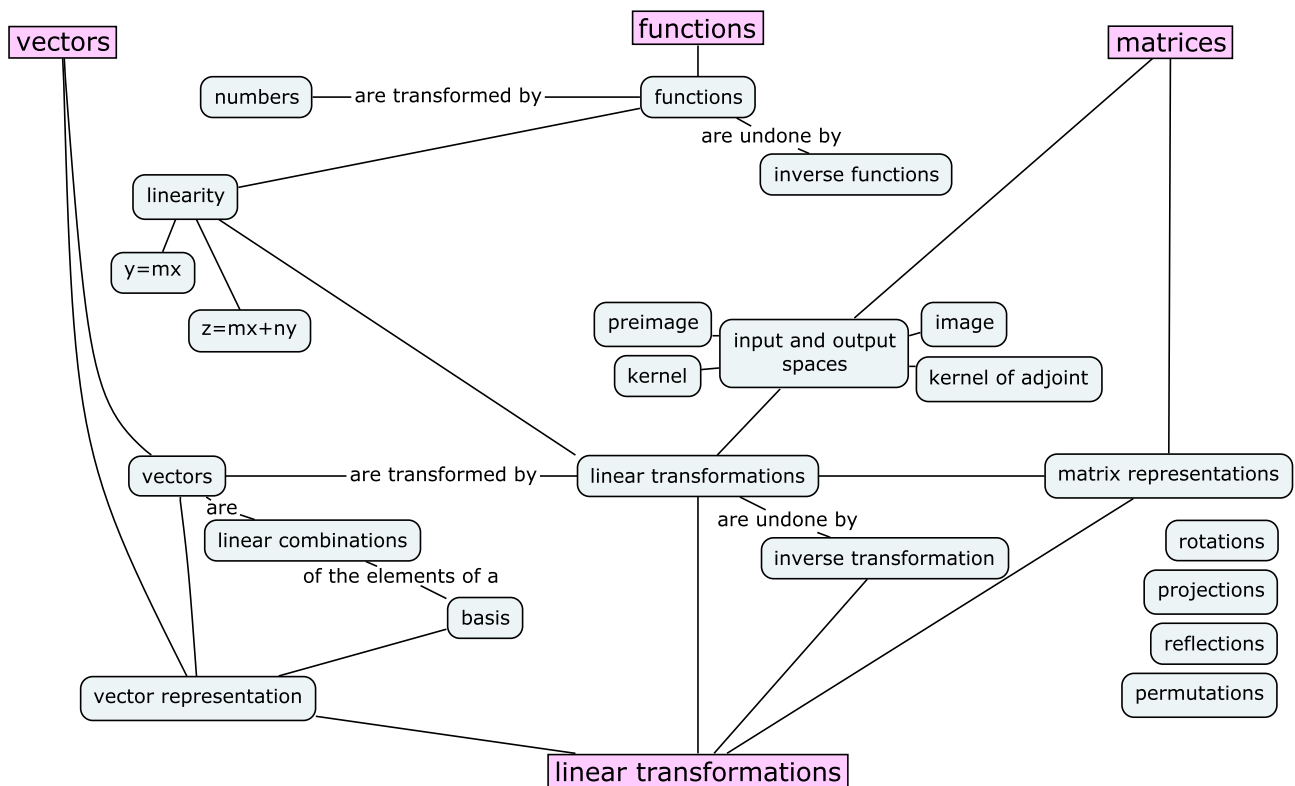 vectors
functions
matrices
numbers
are transformed by
functions
are undone by
inverse functions
linearity
y=mx
z=mx+ny
preimage
input and output
spaces
image
kernel
kernel of adjoint
vectors
are transformed by
linear transformations
matrix representations
are
linear combinations
of the elements of a
basis
are undone by
inverse transformation
rotations
projections
reflections
permutations
vector representation
linear transformations